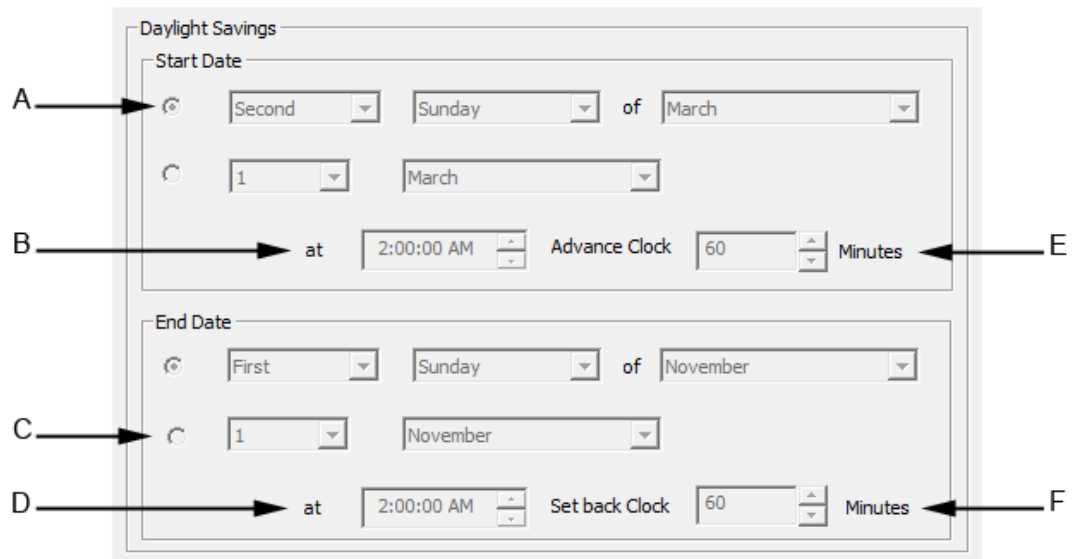 Daylight Savings
Start Date
A Second Sunday of March
1 March
B at 2:00:00 AM Advance Clock 60 Minutes E
End Date
First Sunday of November
C 1 November
D at 2:00:00 AM Set back Clock 60 Minutes F